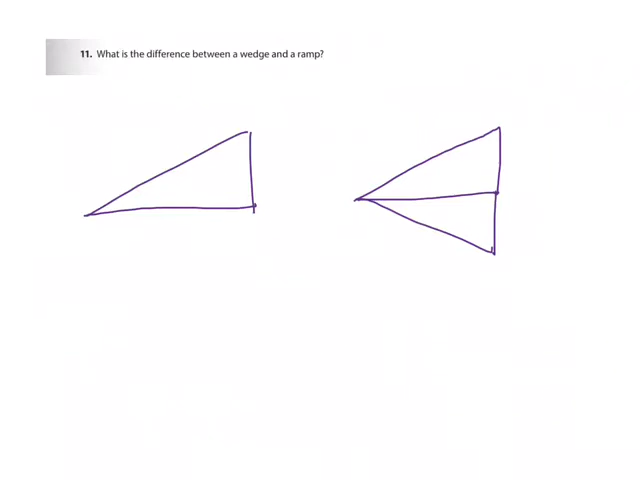 11. What is the difference between a wedge and a ramp?